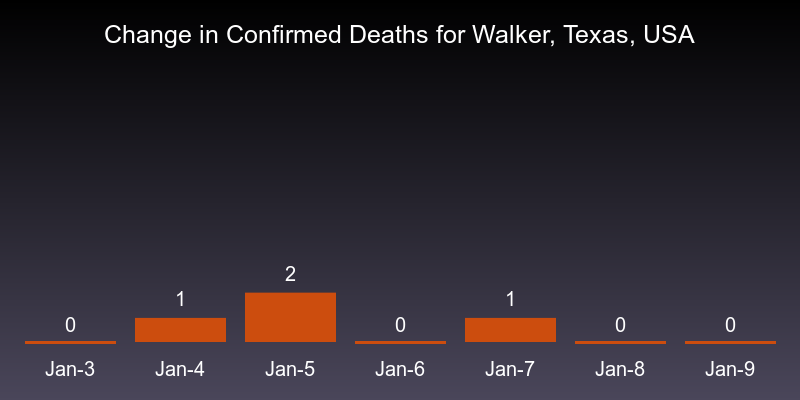 Change in Confirmed Deaths for Walker, Texas, USA
0 1 2 0 1 0 0
Jan-3 Jan-4 Jan-5 Jan-6 Jan-7 Jan-8 Jan-9